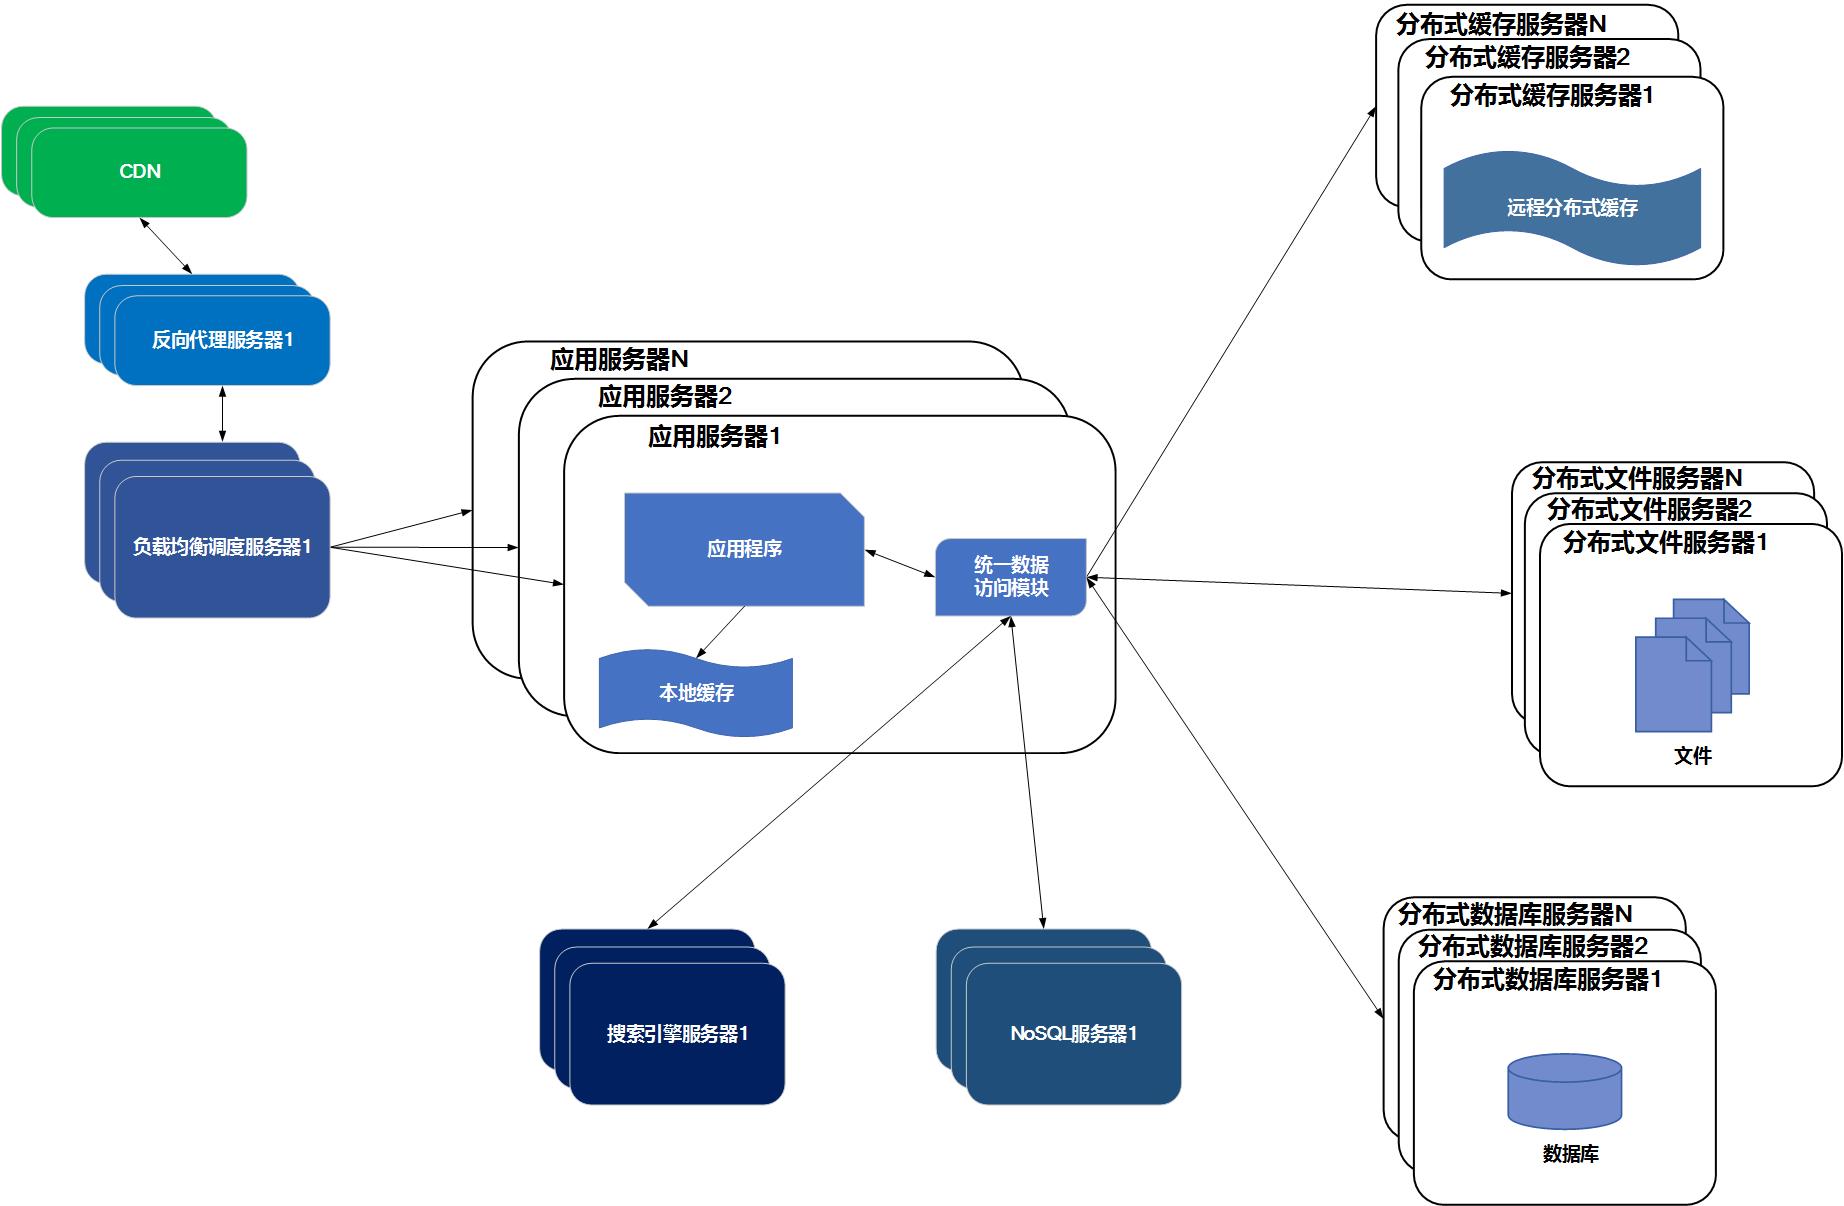 CDN
反向代理服务器1
负载均衡调度服务器1
应用服务器N
应用服务器2
应用服务器1
应用程序
统一数据
访问模块
本地缓存
搜索引擎服务器1
NoSQL服务器1
分布式缓存服务器N
分布式缓存服务器2
分布式缓存服务器1
远程分布式缓存
分布式文件服务器N
分布式文件服务器2
分布式文件服务器1
文件
分布式数据库服务器N
分布式数据库服务器2
分布式数据库服务器1
数据库